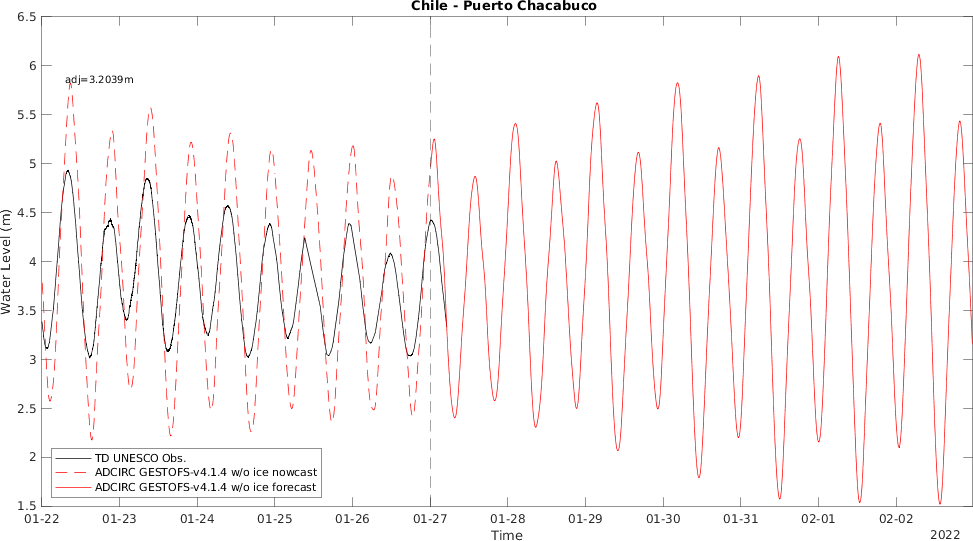 Chile - Puerto Chacabuco
6.5
6
5.5
5
4.5
4
3.5
3
2.5
2
1.5
Water Level (m)
adj=3.2039m
TD UNESCO Obs.
ADCIRC GESTOFS-v4.1.4 w/o ice nowcast
ADCIRC GESTOFS-v4.1.4 w/o ice forecast
01-22 01-23 01-24 01-25 01-26 01-27 01-28 01-29 01-30 01-31 02-01 02-02
Time
2022